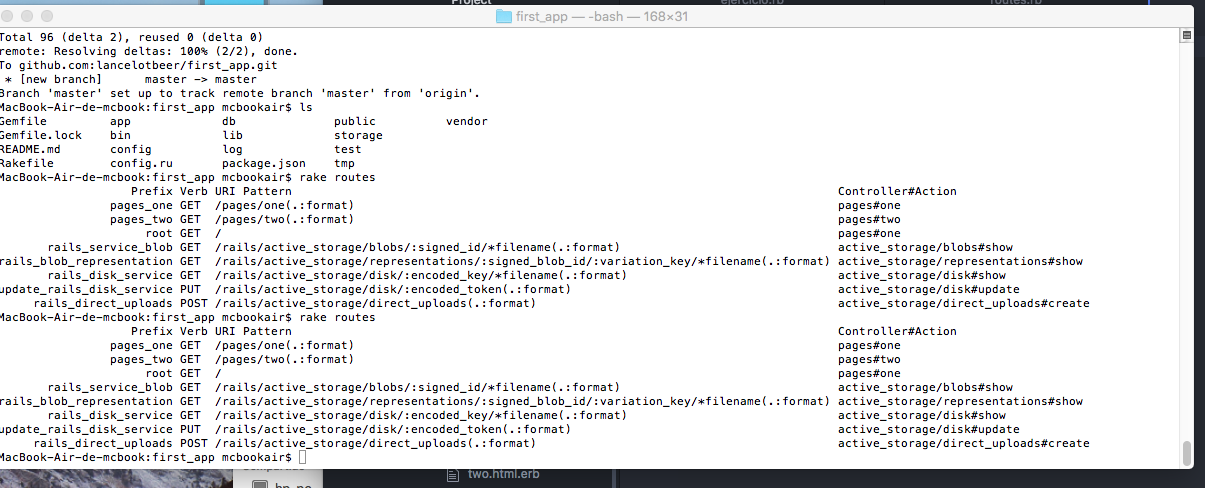 Project ejercicio.rb routes.rb
first_app — -bash — 168×31
Total 96 (delta 2), reused 0 (delta 0)
remote: Resolving deltas: 100% (2/2), done.
To github.com:lancelotbeer/first_app.git
 * [new branch]      master -> master
Branch 'master' set up to track remote branch 'master' from 'origin'.
MacBook-Air-de-mcbook:first_app mcbookair$ ls
Gemfile         app             db              public          vendor
Gemfile.lock    bin             lib             storage
README.md       config          log             test
Rakefile        config.ru       package.json    tmp
MacBook-Air-de-mcbook:first_app mcbookair$ rake routes
                   Prefix Verb URI Pattern                                                                              Controller#Action
                pages_one GET  /pages/one(.:format)                                                                     pages#one
                pages_two GET  /pages/two(.:format)                                                                     pages#two
                     root GET  /                                                                                        pages#one
       rails_service_blob GET  /rails/active_storage/blobs/:signed_id/*filename(.:format)                               active_storage/blobs#show
rails_blob_representation GET  /rails/active_storage/representations/:signed_blob_id/:variation_key/*filename(.:format) active_storage/representations#show
       rails_disk_service GET  /rails/active_storage/disk/:encoded_key/*filename(.:format)                              active_storage/disk#show
update_rails_disk_service PUT  /rails/active_storage/disk/:encoded_token(.:format)                                      active_storage/disk#update
     rails_direct_uploads POST /rails/active_storage/direct_uploads(.:format)                                           active_storage/direct_uploads#create
MacBook-Air-de-mcbook:first_app mcbookair$ rake routes
                   Prefix Verb URI Pattern                                                                              Controller#Action
                pages_one GET  /pages/one(.:format)                                                                     pages#one
                pages_two GET  /pages/two(.:format)                                                                     pages#two
                     root GET  /                                                                                        pages#one
       rails_service_blob GET  /rails/active_storage/blobs/:signed_id/*filename(.:format)                               active_storage/blobs#show
rails_blob_representation GET  /rails/active_storage/representations/:signed_blob_id/:variation_key/*filename(.:format) active_storage/representations#show
       rails_disk_service GET  /rails/active_storage/disk/:encoded_key/*filename(.:format)                              active_storage/disk#show
update_rails_disk_service PUT  /rails/active_storage/disk/:encoded_token(.:format)                                      active_storage/disk#update
     rails_direct_uploads POST /rails/active_storage/direct_uploads(.:format)                                           active_storage/direct_uploads#create
MacBook-Air-de-mcbook:first_app mcbookair$
two.html.erb